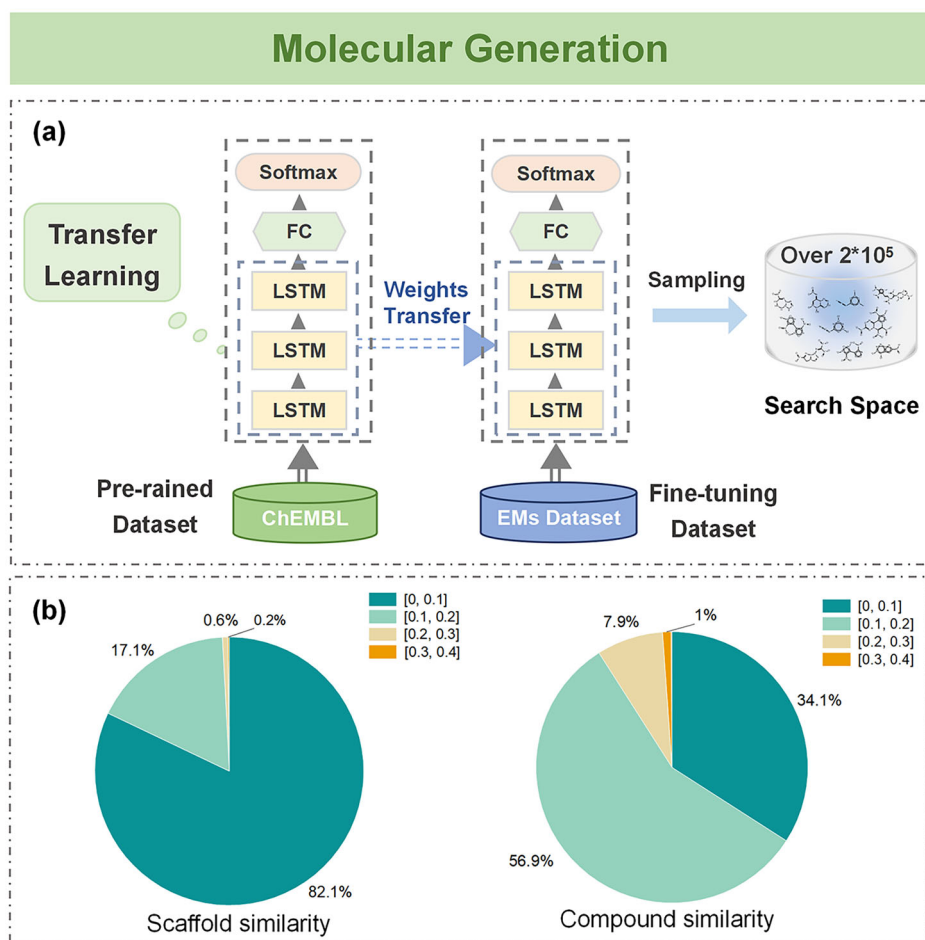 Molecular Generation
(a)
Transfer
Learning
Softmax
FC
LSTM
LSTM
LSTM
Weights
Transfer
Softmax
FC
LSTM
LSTM
LSTM
Sampling
Over 2*10⁵
Search Space
Pre-rained
Dataset
ChEMBL
EMs Dataset
Fine-tuning
Dataset
(b)
[0, 0.1]
[0.1, 0.2]
[0.2, 0.3]
[0.3, 0.4]
0.6%
0.2%
17.1%
82.1%
Scaffold similarity
[0, 0.1]
[0.1, 0.2]
[0.2, 0.3]
[0.3, 0.4]
7.9%
1%
34.1%
56.9%
Compound similarity